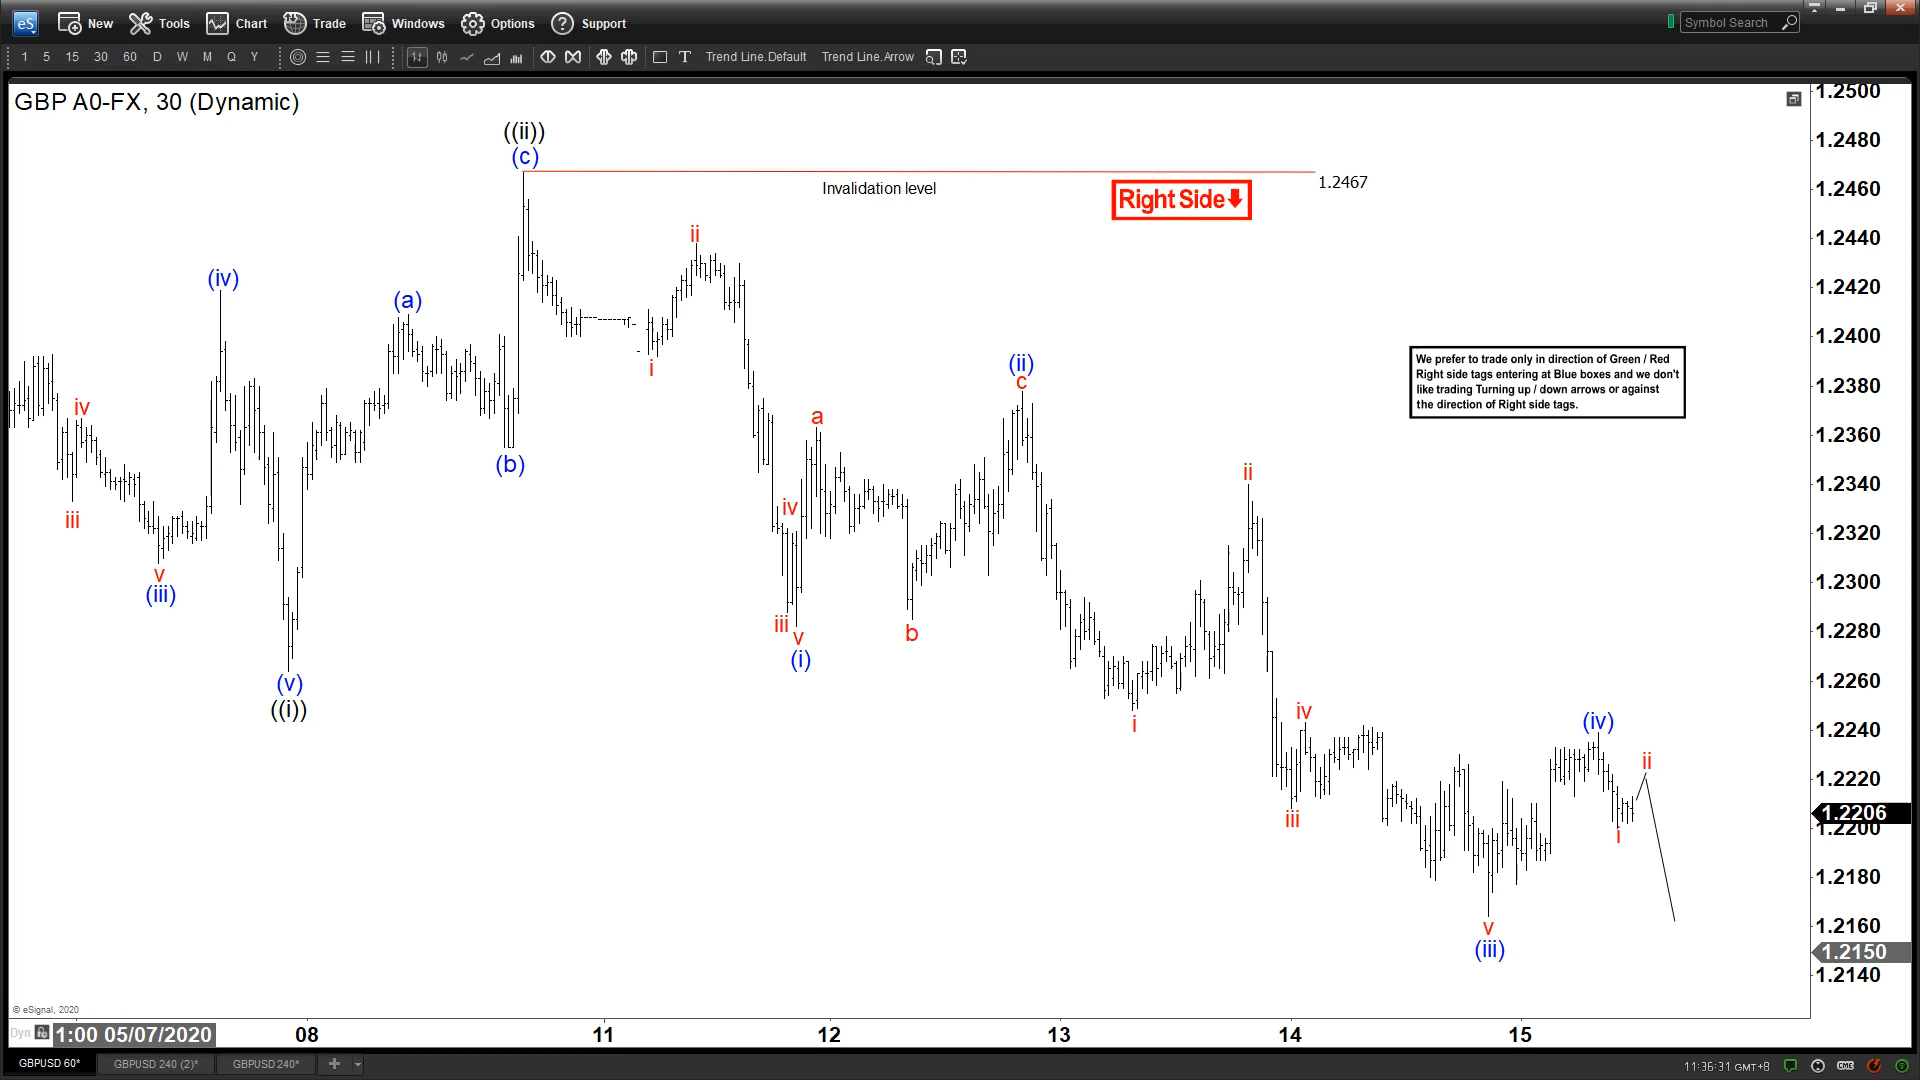 eS New Tools Chart Trade Windows Options Support Symbol Search
1 5 15 30 60 D W M Q Y T Trend Line.Default Trend Line.Arrow
GBP A0-FX, 30 (Dynamic)
((ii))
(c)
Invalidation level
1.2467
Right Side
ii
(iv)
(a)
i
(ii)
c
We prefer to trade only in direction of Green / Red
Right side tags entering at Blue boxes and we don't
like trading Turning up / down arrows or against
the direction of Right side tags.
iv
a
(b)
ii
iii
iv
v
(iii)
iii
v
b
(i)
(v)
((i))
i
iv
(iv)
ii
iii
i
v
(iii)
1.2500
1.2480
1.2460
1.2440
1.2420
1.2400
1.2380
1.2360
1.2340
1.2320
1.2300
1.2280
1.2260
1.2240
1.2220
1.2206
1.2200
1.2180
1.2160
1.2150
1.2140
© eSignal, 2020
Dyn 1:00 05/07/2020 08 11 12 13 14 15
GBPUSD 60* GBPUSD 240 (2)* GBPUSD 240* + 11:36:31 GMT+8 CME